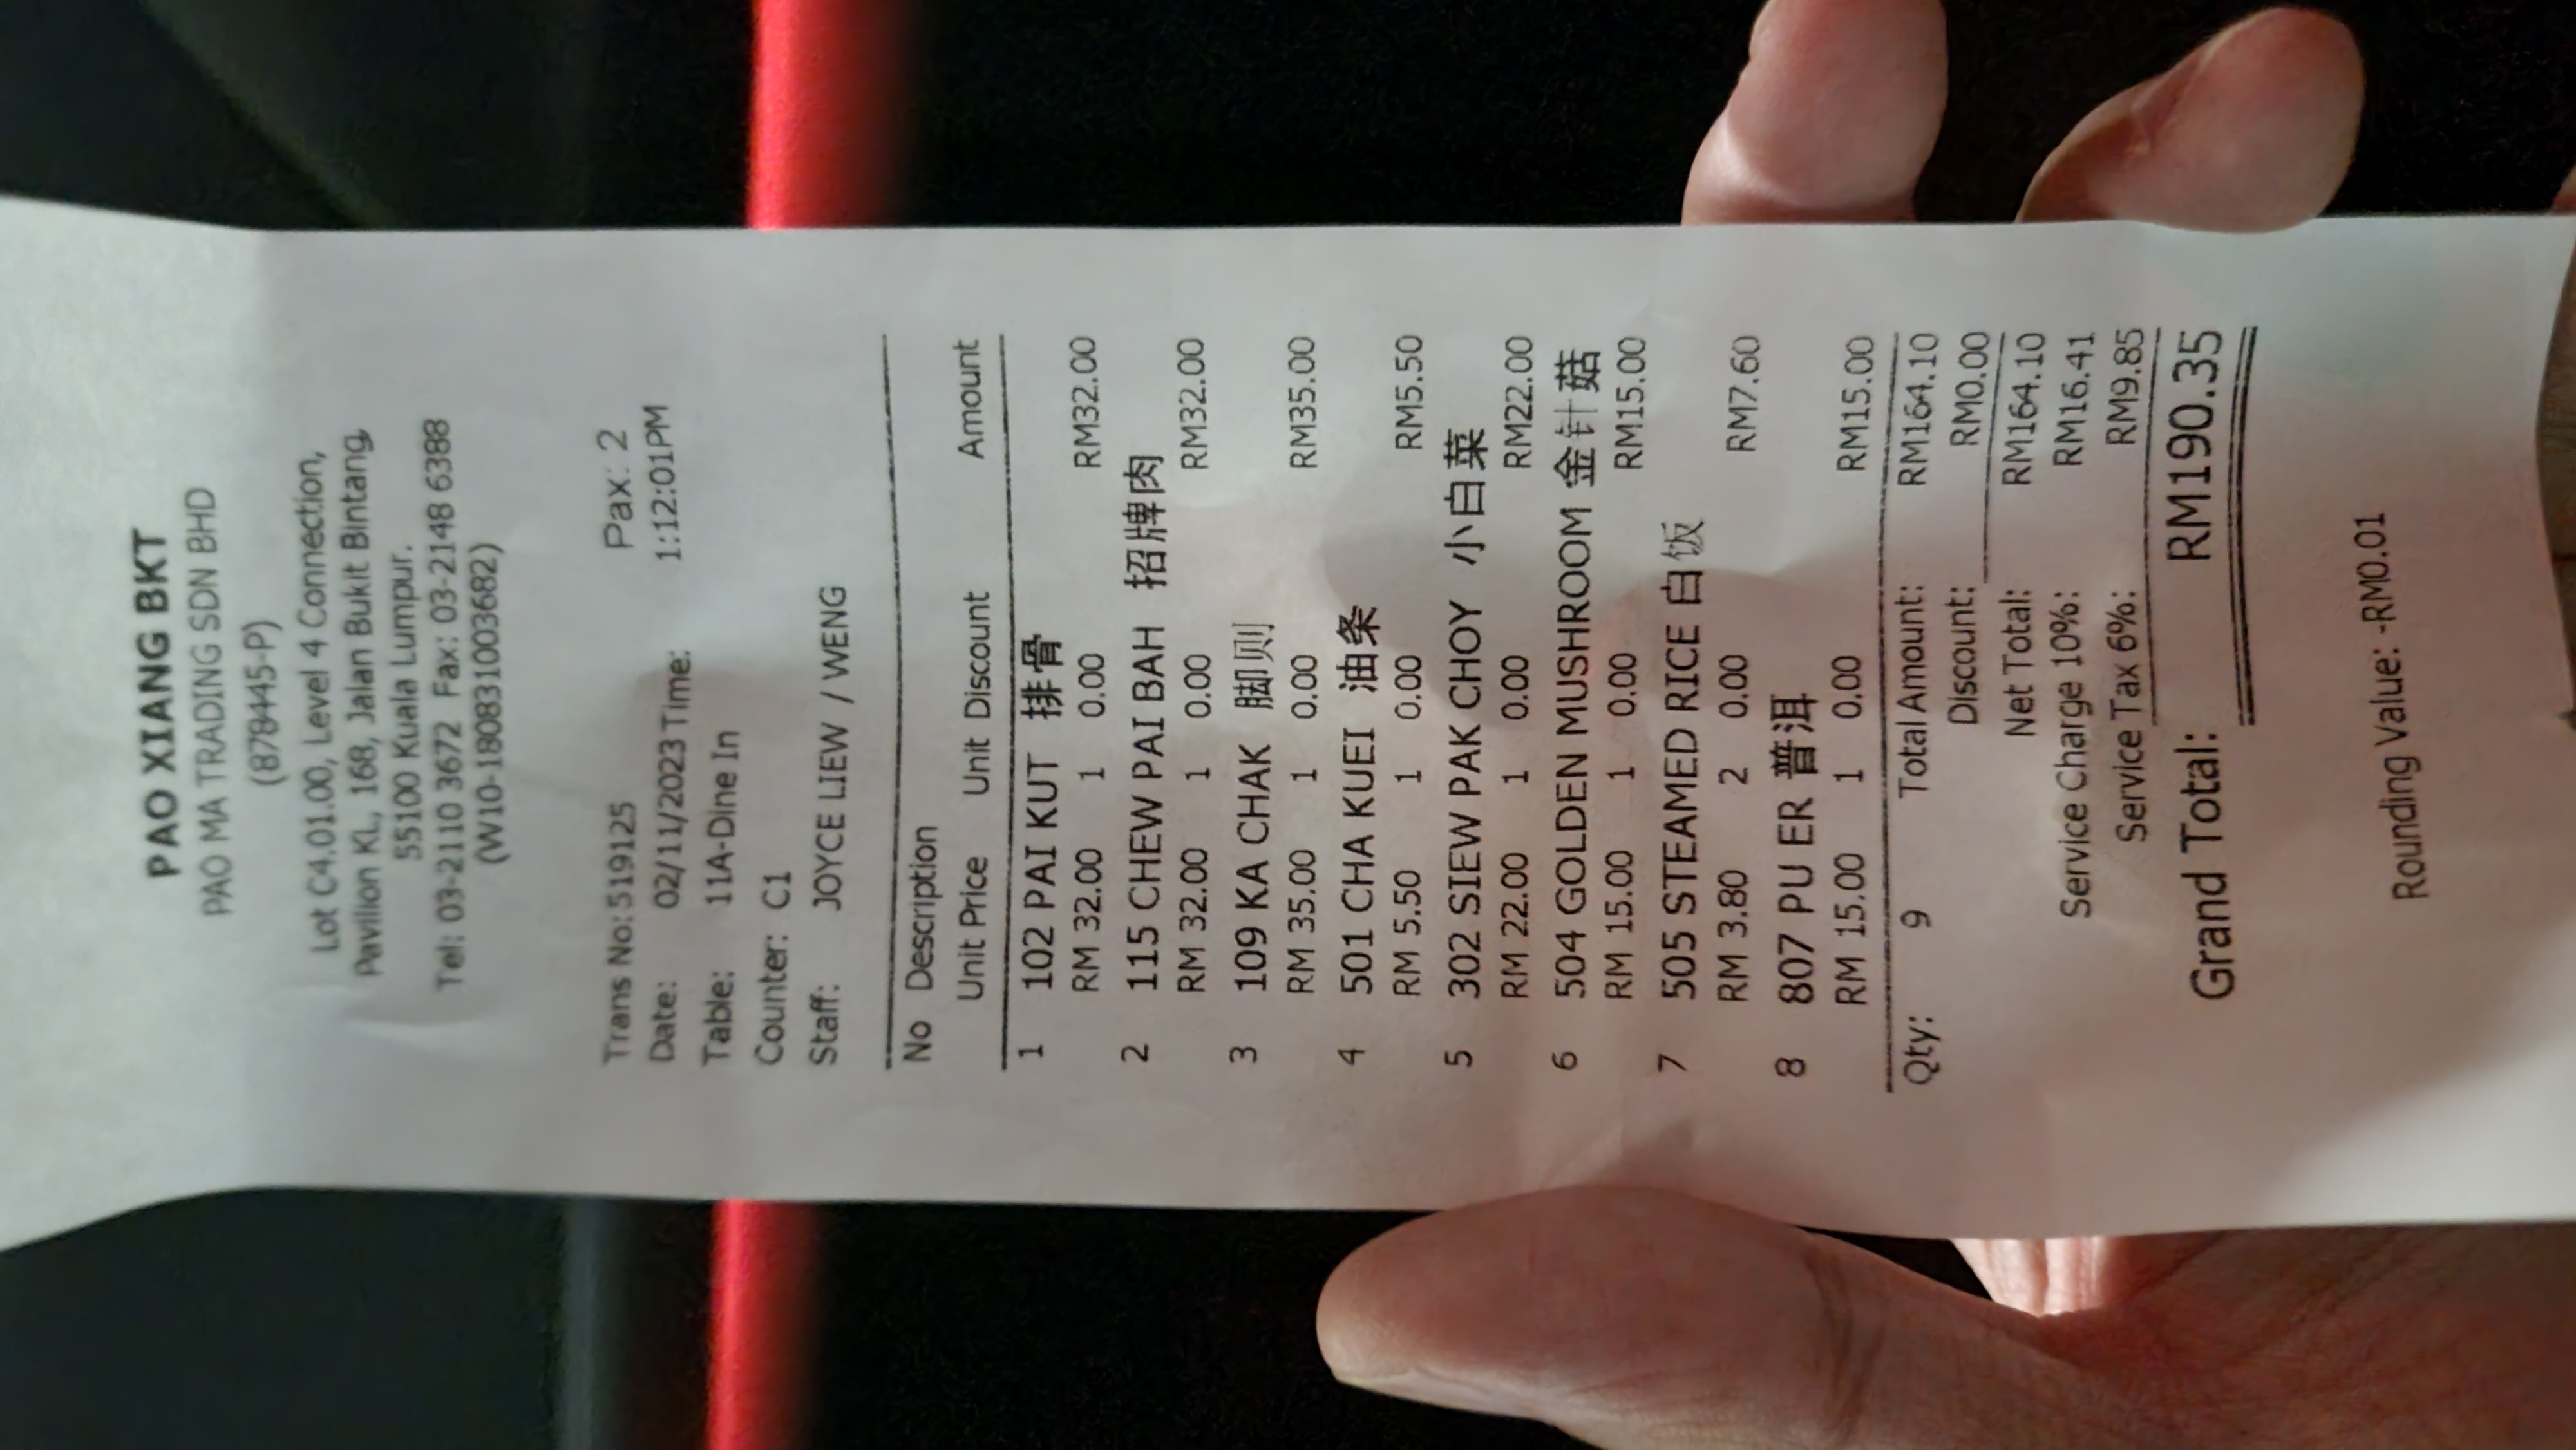 PAO XIANG BKT
PAO MA TRADING SDN BHD
(878445-P)
Lot C4.01.00, Level 4 Connection,
Pavilion KL, 168, Jalan Bukit Bintang,
55100 Kuala Lumpur.
Tel: 03-2110 3672 Fax: 03-2148 6388
(W10-180831003682)
Trans No: 519125 Pax: 2
Date: 02/11/2023 Time: 1:12:01PM
Table: 11A-Dine In
Counter: C1
Staff: JOYCE LIEW / WENG
No Description
Unit Price Unit Discount Amount
1 102 PAI KUT 排骨
RM 32.00 1 0.00 RM32.00
2 115 CHEW PAI BAH 招牌肉
RM 32.00 1 0.00 RM32.00
3 109 KA CHAK 脚则
RM 35.00 1 0.00 RM35.00
4 501 CHA KUEI 油条
RM 5.50 1 0.00 RM5.50
5 302 SIEW PAK CHOY 小白菜
RM 22.00 1 0.00 RM22.00
6 504 GOLDEN MUSHROOM 金针菇
RM 15.00 1 0.00 RM15.00
7 505 STEAMED RICE 白饭
RM 3.80 2 0.00 RM7.60
8 807 PU ER 普洱
RM 15.00 1 0.00 RM15.00
Qty: 9 Total Amount: RM164.10
Discount: RM0.00
Net Total: RM164.10
Service Charge 10%: RM16.41
Service Tax 6%: RM9.85
Grand Total: RM190.35
Rounding Value: -RM0.01